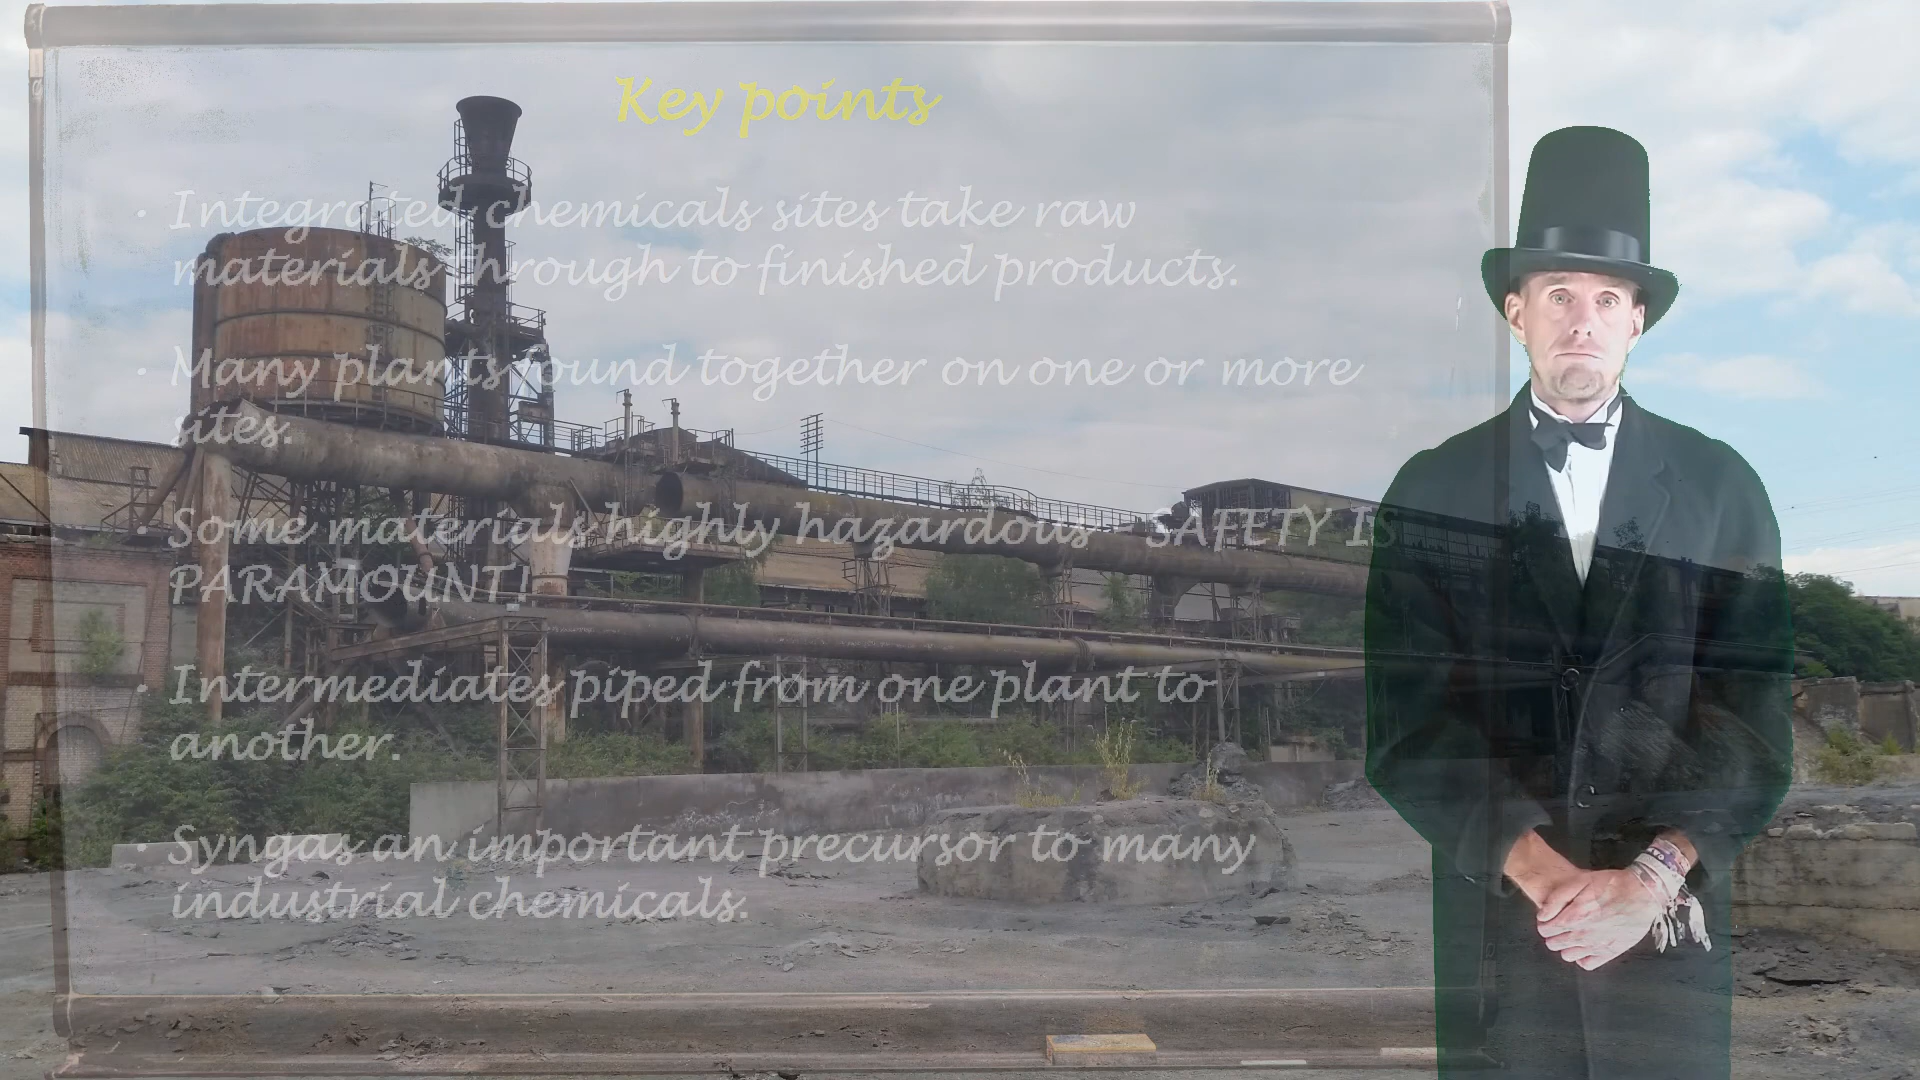 Key points
• Integrated chemicals sites take raw
materials through to finished products.
• Many plants found together on one or more
sites.
• Some materials highly hazardous - SAFETY IS
PARAMOUNT!
• Intermediates piped from one plant to
another.
• Syngas an important precursor to many
industrial chemicals.